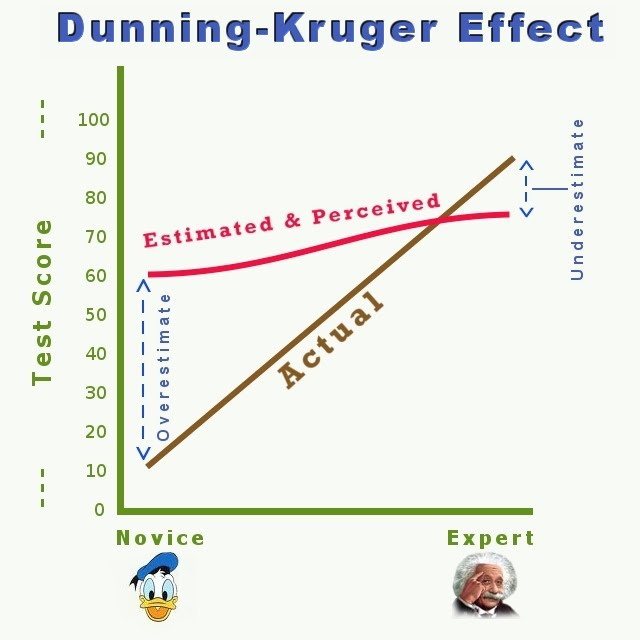 Dunning-Kruger Effect
Test Score
100
90
80
70
60
50
40
30
20
10
0
Estimated & Perceived
Actual
Overestimate
Underestimate
Novice
Expert